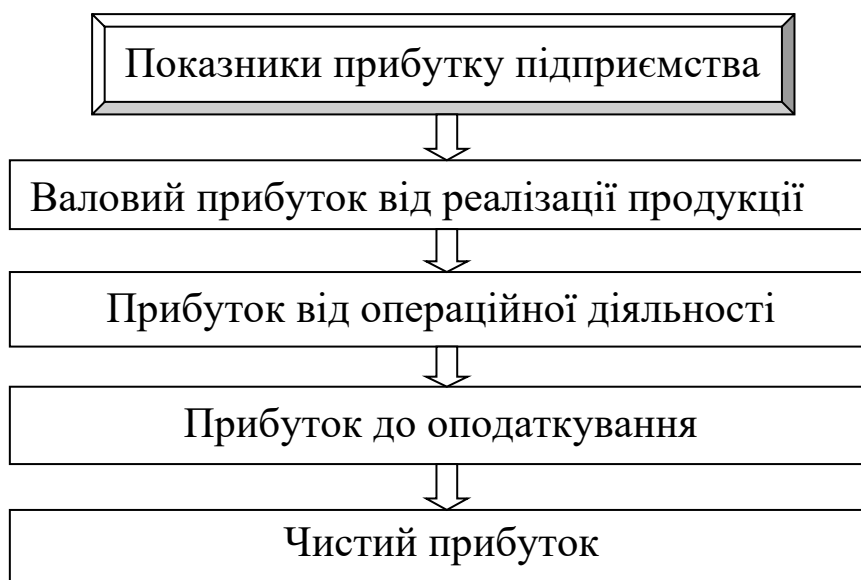 Показники прибутку підприємства
Валовий прибуток від реалізації продукції
Прибуток від операційної діяльності
Прибуток до оподаткування
Чистий прибуток